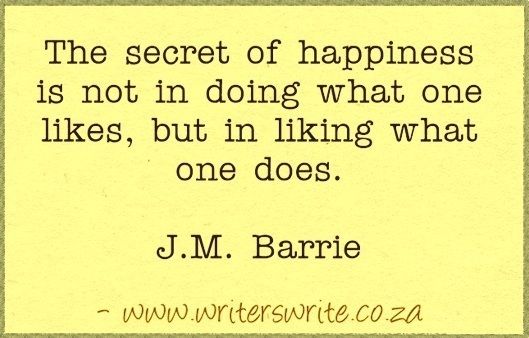 The secret of happiness
is not in doing what one
likes, but in liking what
one does.
J.M. Barrie
- www.writerswrite.co.za